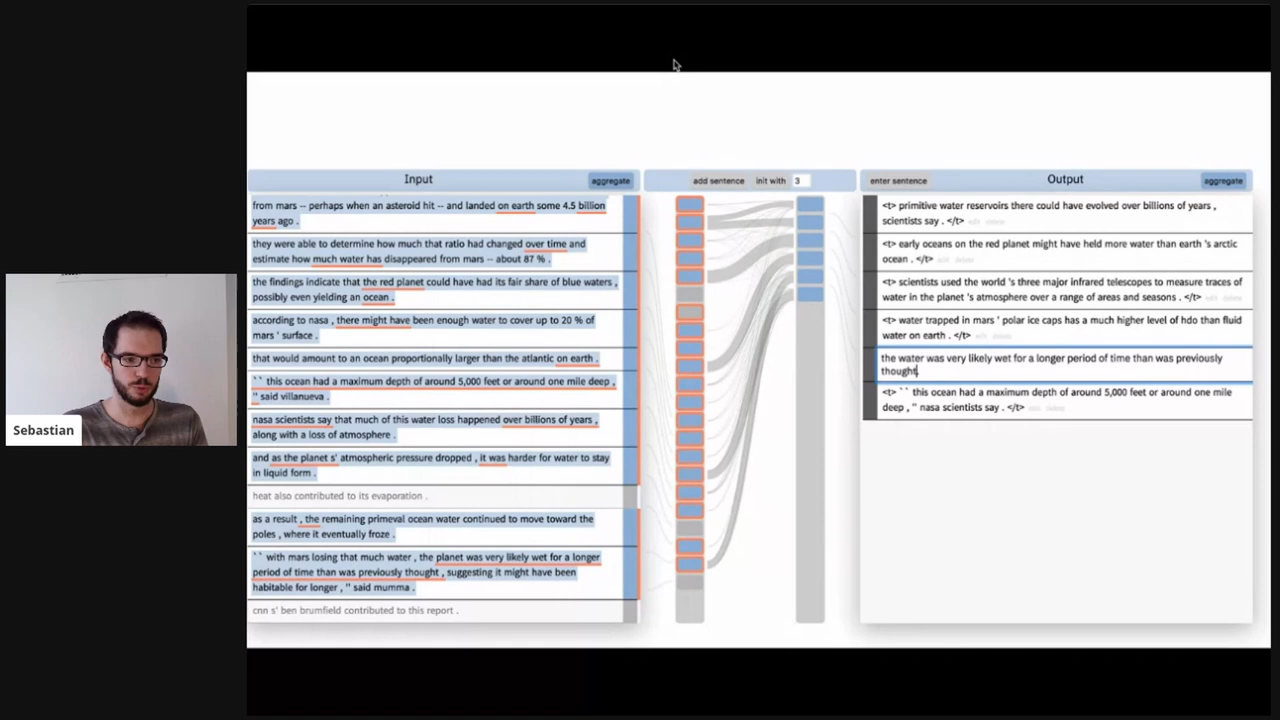 Input
aggregate
from mars -- perhaps when an asteroid hit -- and landed on earth some 4.5 billion
years ago .
they were able to determine how much that ratio had changed over time and
estimate how much water has disappeared from mars -- about 87 % .
the findings indicate that the red planet could have had its fair share of blue waters ,
possibly even yielding an ocean .
according to nasa , there might have been enough water to cover up to 20 % of
mars ' surface .
that would amount to an ocean proportionally larger than the atlantic on earth .
`` this ocean had a maximum depth of around 5,000 feet or around one mile deep ,
'' said villanueva .
nasa scientists say that much of this water loss happened over billions of years ,
along with a loss of atmosphere .
and as the planet s' atmospheric pressure dropped , it was harder for water to stay
in liquid form .
heat also contributed to its evaporation .
as a result , the remaining primeval ocean water continued to move toward the
poles , where it eventually froze .
`` with mars losing that much water , the planet was very likely wet for a longer
period of time than was previously thought , suggesting it might have been
habitable for longer , '' said mumma .
cnn s' ben brumfield contributed to this report .
add sentence init with 3
enter sentence
Output
aggregate
<t> primitive water reservoirs there could have evolved over billions of years ,
scientists say . </t> edit delete
<t> early oceans on the red planet might have held more water than earth 's arctic
ocean . </t> edit delete
<t> scientists used the world 's three major infrared telescopes to measure traces of
water in the planet 's atmosphere over a range of areas and seasons . </t> edit delete
<t> water trapped in mars ' polar ice caps has a much higher level of hdo than fluid
water on earth . </t> edit delete
the water was very likely wet for a longer period of time than was previously
thought
<t> `` this ocean had a maximum depth of around 5,000 feet or around one mile
deep , '' nasa scientists say . </t> edit delete
Sebastian